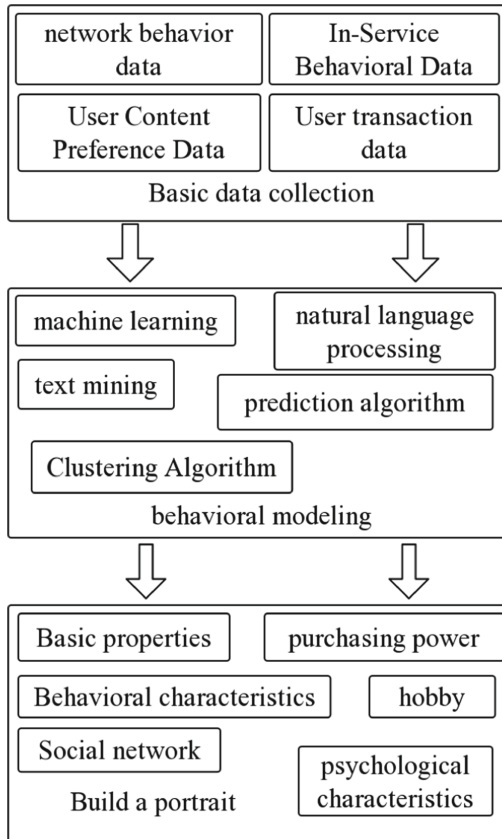 network behavior
data
In-Service
Behavioral Data
User Content
Preference Data
User transaction
data
Basic data collection
machine learning
natural language
processing
text mining
prediction algorithm
Clustering Algorithm
behavioral modeling
Basic properties
purchasing power
Behavioral characteristics
hobby
Social network
psychological
characteristics
Build a portrait